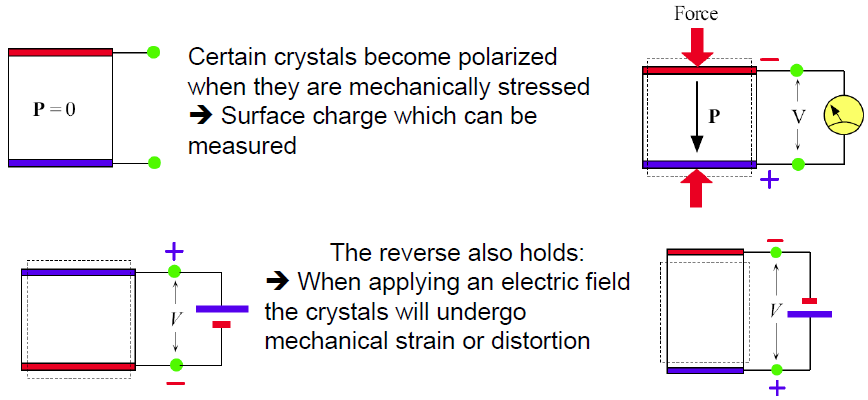 Force
Certain crystals become polarized
when they are mechanically stressed
➔ Surface charge which can be
measured
P = 0
−
P
V
+
The reverse also holds:
➔ When applying an electric field
the crystals will undergo
mechanical strain or distortion
+
V
−
−
V
+